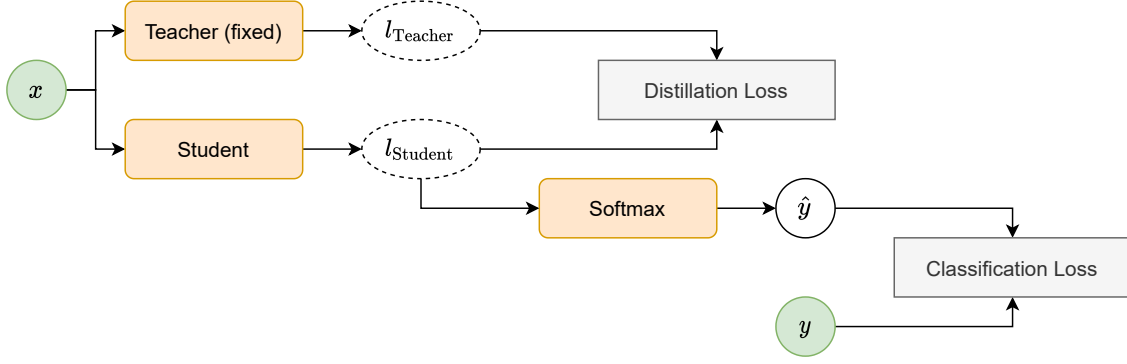 Teacher (fixed)
l_Teacher
x
Distillation Loss
Student
l_Student
Softmax
ŷ
Classification Loss
y